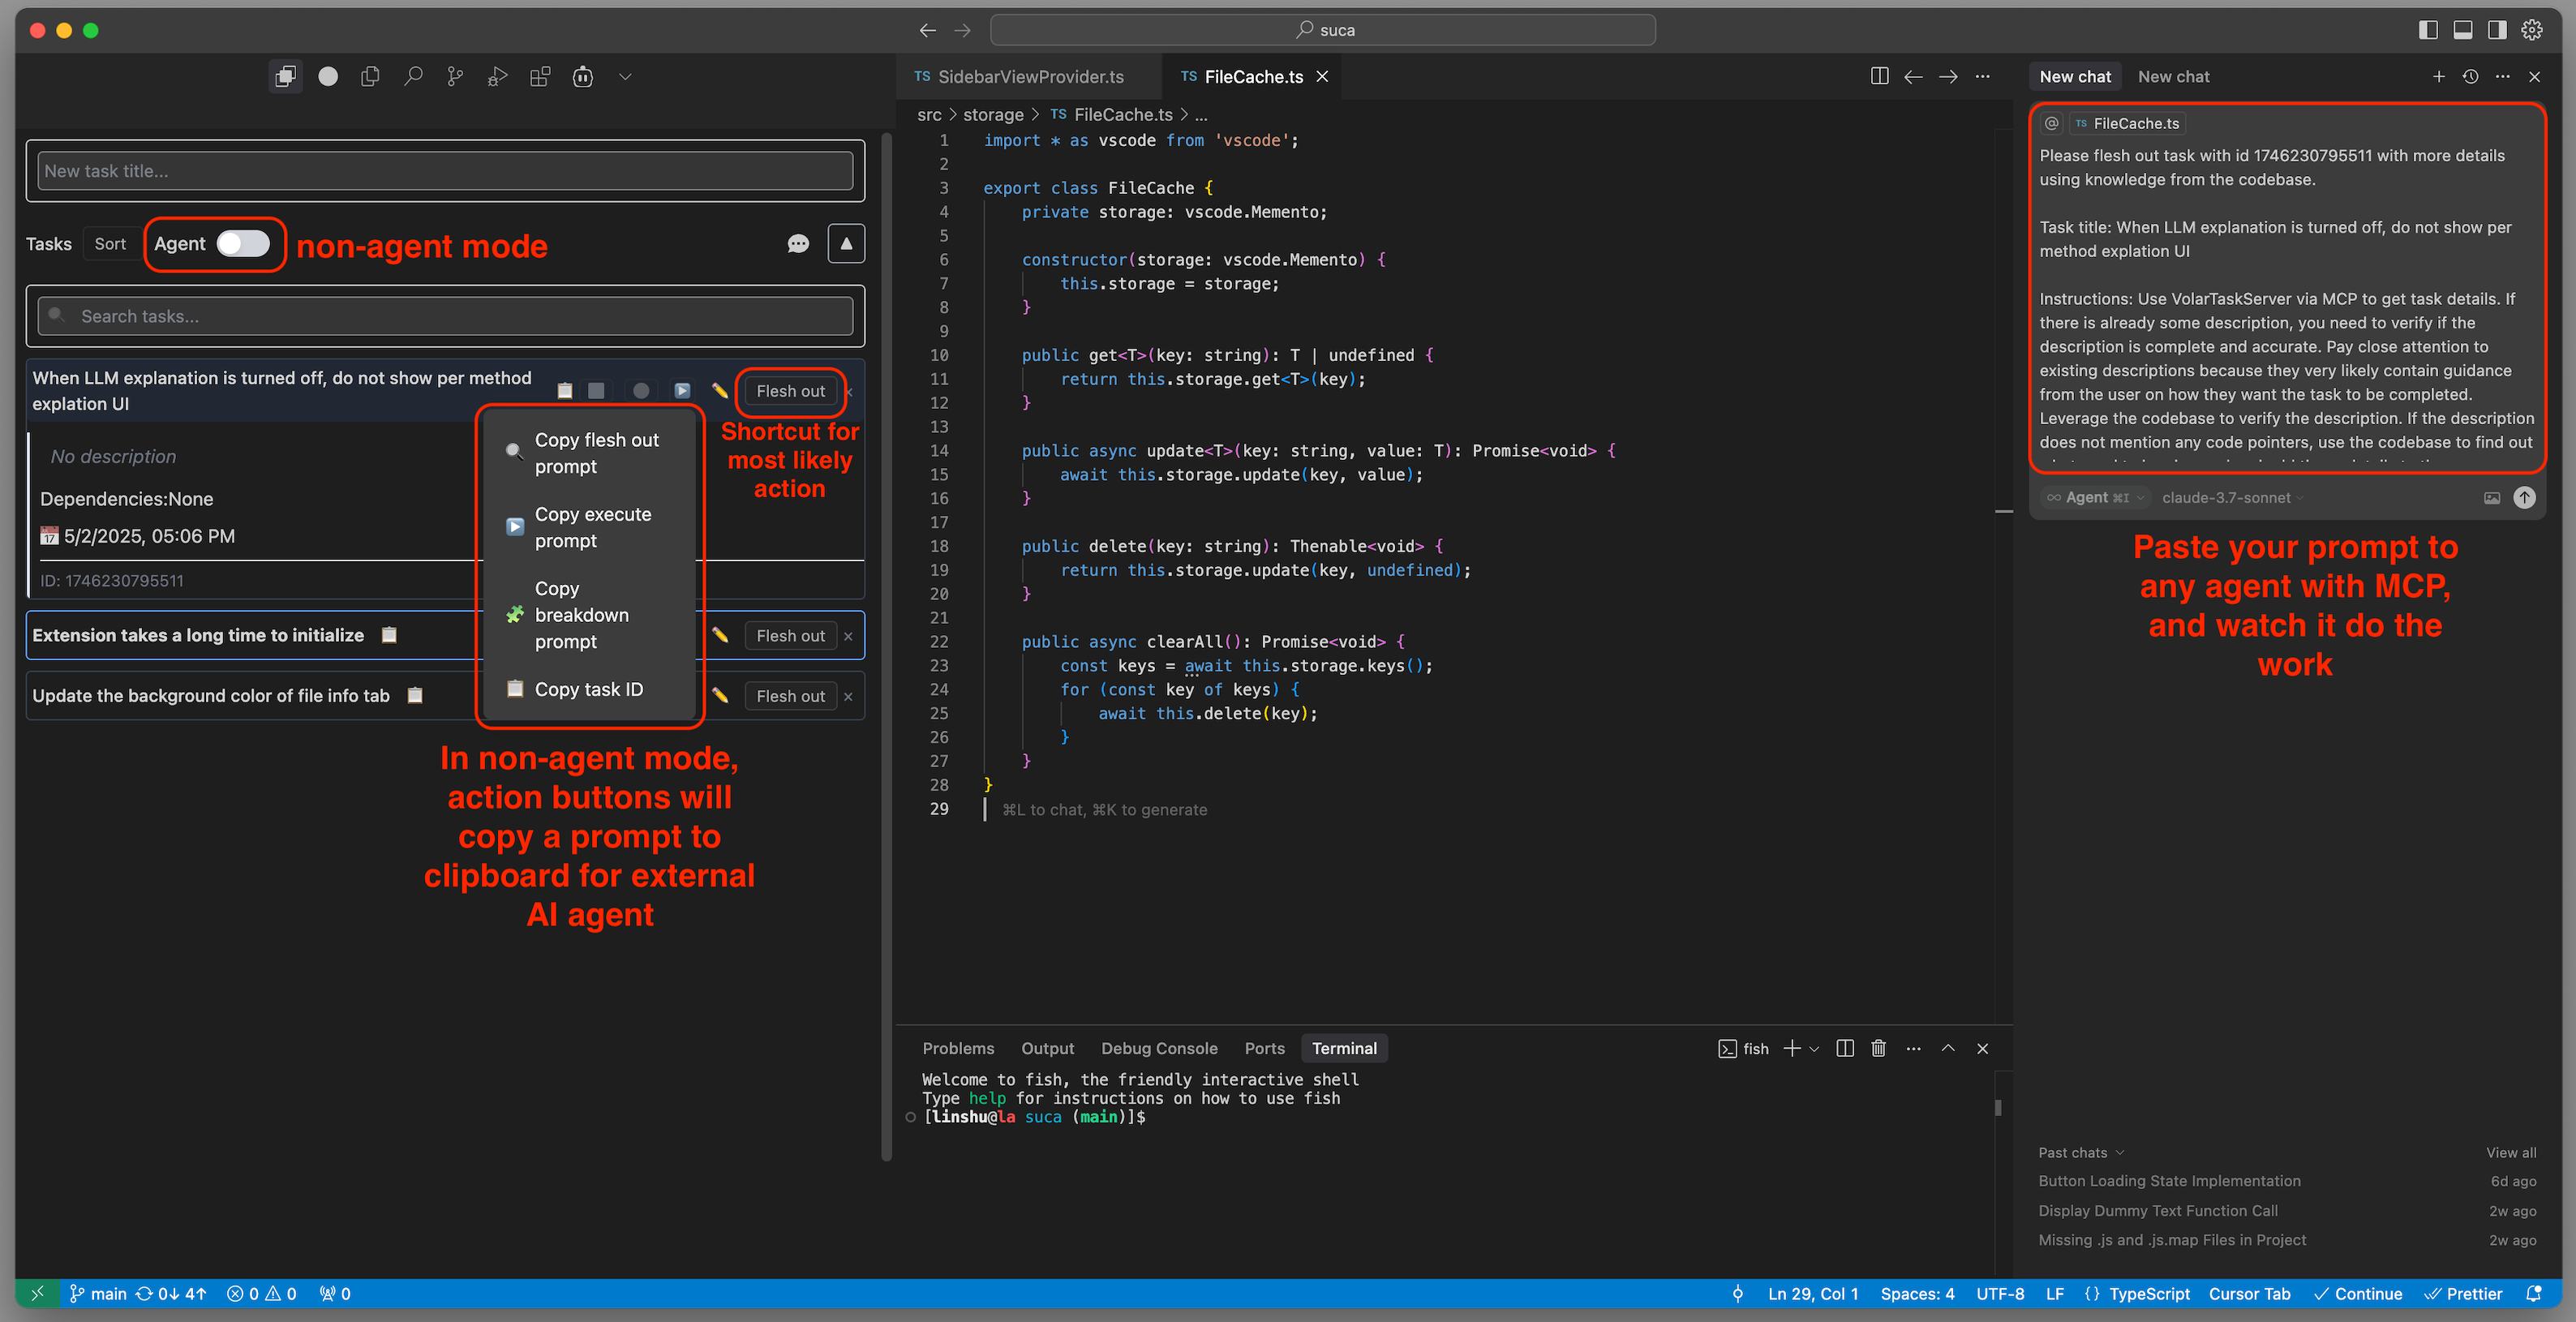 suca
New task title...
Tasks
Sort
Agent
non-agent mode
Search tasks...
When LLM explanation is turned off, do not show per method
explation UI
Flesh out
×
Shortcut for
most likely
action
No description
Dependencies:None
5/2/2025, 05:06 PM
ID: 1746230795511
Copy flesh out
prompt
Copy execute
prompt
Copy
breakdown
prompt
Copy task ID
Extension takes a long time to initialize
Flesh out
×
Update the background color of file info tab
Flesh out
×
In non-agent mode,
action buttons will
copy a prompt to
clipboard for external
AI agent
TS SidebarViewProvider.ts
TS FileCache.ts
src > storage > TS FileCache.ts > ...
1 import * as vscode from 'vscode';
2
3 export class FileCache {
4 private storage: vscode.Memento;
5
6 constructor(storage: vscode.Memento) {
7 this.storage = storage;
8 }
9
10 public get<T>(key: string): T | undefined {
11 return this.storage.get<T>(key);
12 }
13
14 public async update<T>(key: string, value: T): Promise<void> {
15 await this.storage.update(key, value);
16 }
17
18 public delete(key: string): Thenable<void> {
19 return this.storage.update(key, undefined);
20 }
21
22 public async clearAll(): Promise<void> {
23 const keys = await this.storage.keys();
24 for (const key of keys) {
25 await this.delete(key);
26 }
27 }
28 }
29 ⌘L to chat, ⌘K to generate
Problems
Output
Debug Console
Ports
Terminal
fish
Welcome to fish, the friendly interactive shell
Type help for instructions on how to use fish
[linshu@la suca (main)]$
New chat
New chat
@ TS FileCache.ts
Please flesh out task with id 1746230795511 with more details
using knowledge from the codebase.
Task title: When LLM explanation is turned off, do not show per
method explation UI
Instructions: Use VolarTaskServer via MCP to get task details. If
there is already some description, you need to verify if the
description is complete and accurate. Pay close attention to
existing descriptions because they very likely contain guidance
from the user on how they want the task to be completed.
Leverage the codebase to verify the description. If the description
does not mention any code pointers, use the codebase to find out
∞ Agent ⌘I
claude-3.7-sonnet
Paste your prompt to
any agent with MCP,
and watch it do the
work
Past chats
View all
Button Loading State Implementation 6d ago
Display Dummy Text Function Call 2w ago
Missing .js and .js.map Files in Project 2w ago
main 0↓ 4↑ 0 0 0
Ln 29, Col 1
Spaces: 4
UTF-8
LF
{} TypeScript
Cursor Tab
Continue
Prettier